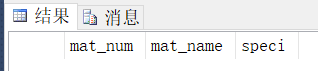 结果 消息
mat_num mat_name speci